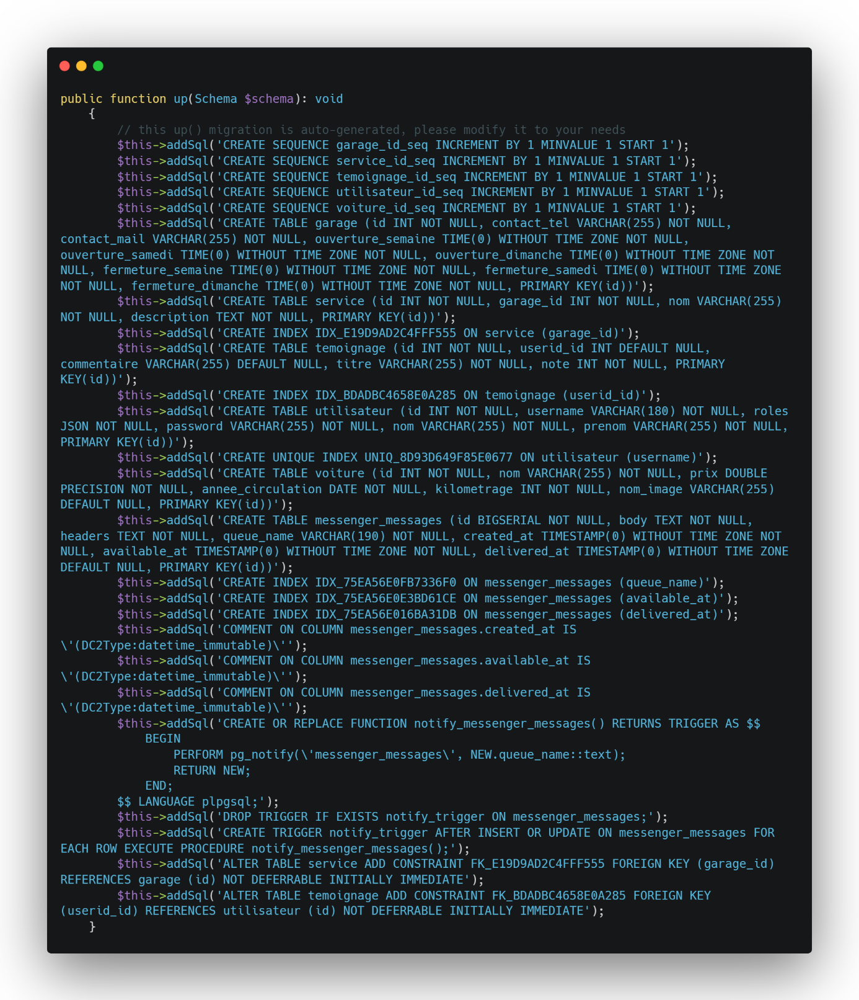 public function up(Schema $schema): void
    {
        // this up() migration is auto-generated, please modify it to your needs
        $this->addSql('CREATE SEQUENCE garage_id_seq INCREMENT BY 1 MINVALUE 1 START 1');
        $this->addSql('CREATE SEQUENCE service_id_seq INCREMENT BY 1 MINVALUE 1 START 1');
        $this->addSql('CREATE SEQUENCE temoignage_id_seq INCREMENT BY 1 MINVALUE 1 START 1');
        $this->addSql('CREATE SEQUENCE utilisateur_id_seq INCREMENT BY 1 MINVALUE 1 START 1');
        $this->addSql('CREATE SEQUENCE voiture_id_seq INCREMENT BY 1 MINVALUE 1 START 1');
        $this->addSql('CREATE TABLE garage (id INT NOT NULL, contact_tel VARCHAR(255) NOT NULL,
contact_mail VARCHAR(255) NOT NULL, ouverture_semaine TIME(0) WITHOUT TIME ZONE NOT NULL,
ouverture_samedi TIME(0) WITHOUT TIME ZONE NOT NULL, ouverture_dimanche TIME(0) WITHOUT TIME ZONE NOT
NULL, fermeture_semaine TIME(0) WITHOUT TIME ZONE NOT NULL, fermeture_samedi TIME(0) WITHOUT TIME ZONE
NOT NULL, fermeture_dimanche TIME(0) WITHOUT TIME ZONE NOT NULL, PRIMARY KEY(id))');
        $this->addSql('CREATE TABLE service (id INT NOT NULL, garage_id INT NOT NULL, nom VARCHAR(255)
NOT NULL, description TEXT NOT NULL, PRIMARY KEY(id))');
        $this->addSql('CREATE INDEX IDX_E19D9AD2C4FFF555 ON service (garage_id)');
        $this->addSql('CREATE TABLE temoignage (id INT NOT NULL, userid_id INT DEFAULT NULL,
commentaire VARCHAR(255) DEFAULT NULL, titre VARCHAR(255) NOT NULL, note INT NOT NULL, PRIMARY
KEY(id))');
        $this->addSql('CREATE INDEX IDX_BDADBC4658E0A285 ON temoignage (userid_id)');
        $this->addSql('CREATE TABLE utilisateur (id INT NOT NULL, username VARCHAR(180) NOT NULL, roles
JSON NOT NULL, password VARCHAR(255) NOT NULL, nom VARCHAR(255) NOT NULL, prenom VARCHAR(255) NOT NULL,
PRIMARY KEY(id))');
        $this->addSql('CREATE UNIQUE INDEX UNIQ_8D93D649F85E0677 ON utilisateur (username)');
        $this->addSql('CREATE TABLE voiture (id INT NOT NULL, nom VARCHAR(255) NOT NULL, prix DOUBLE
PRECISION NOT NULL, annee_circulation DATE NOT NULL, kilometrage INT NOT NULL, nom_image VARCHAR(255)
DEFAULT NULL, PRIMARY KEY(id))');
        $this->addSql('CREATE TABLE messenger_messages (id BIGSERIAL NOT NULL, body TEXT NOT NULL,
headers TEXT NOT NULL, queue_name VARCHAR(190) NOT NULL, created_at TIMESTAMP(0) WITHOUT TIME ZONE NOT
NULL, available_at TIMESTAMP(0) WITHOUT TIME ZONE NOT NULL, delivered_at TIMESTAMP(0) WITHOUT TIME ZONE
DEFAULT NULL, PRIMARY KEY(id))');
        $this->addSql('CREATE INDEX IDX_75EA56E0FB7336F0 ON messenger_messages (queue_name)');
        $this->addSql('CREATE INDEX IDX_75EA56E0E3BD61CE ON messenger_messages (available_at)');
        $this->addSql('CREATE INDEX IDX_75EA56E016BA31DB ON messenger_messages (delivered_at)');
        $this->addSql('COMMENT ON COLUMN messenger_messages.created_at IS
\'(DC2Type:datetime_immutable)\'');
        $this->addSql('COMMENT ON COLUMN messenger_messages.available_at IS
\'(DC2Type:datetime_immutable)\'');
        $this->addSql('COMMENT ON COLUMN messenger_messages.delivered_at IS
\'(DC2Type:datetime_immutable)\'');
        $this->addSql('CREATE OR REPLACE FUNCTION notify_messenger_messages() RETURNS TRIGGER AS $$
            BEGIN
                PERFORM pg_notify(\'messenger_messages\', NEW.queue_name::text);
                RETURN NEW;
            END;
        $$ LANGUAGE plpgsql;');
        $this->addSql('DROP TRIGGER IF EXISTS notify_trigger ON messenger_messages;');
        $this->addSql('CREATE TRIGGER notify_trigger AFTER INSERT OR UPDATE ON messenger_messages FOR
EACH ROW EXECUTE PROCEDURE notify_messenger_messages();');
        $this->addSql('ALTER TABLE service ADD CONSTRAINT FK_E19D9AD2C4FFF555 FOREIGN KEY (garage_id)
REFERENCES garage (id) NOT DEFERRABLE INITIALLY IMMEDIATE');
        $this->addSql('ALTER TABLE temoignage ADD CONSTRAINT FK_BDADBC4658E0A285 FOREIGN KEY
(userid_id) REFERENCES utilisateur (id) NOT DEFERRABLE INITIALLY IMMEDIATE');
    }